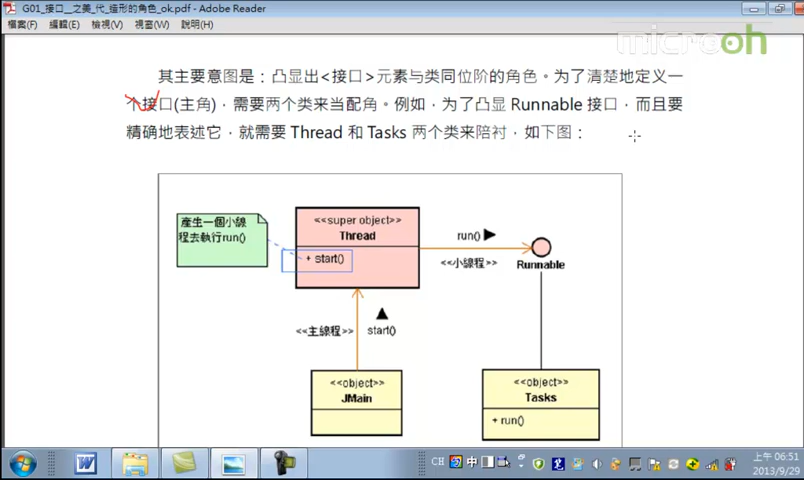 G01_接口__之美_代_造形的角色_ok.pdf - Adobe Reader
檔案(F) 編輯(E) 檢視(V) 視窗(W) 說明(H)
microoh
其主要意图是：凸显出<接口>元素与类同位阶的角色。为了清楚地定义一
个接口(主角)，需要两个类来当配角。例如，为了凸显 Runnable 接口，而且要
精确地表述它，就需要 Thread 和 Tasks 两个类来陪衬，如下图：
產生一個小線
程去執行run()
<<super object>>
Thread
+ start()
run()
<<小線程>>
Runnable
<<主線程>>
start()
<<object>>
JMain
<<object>>
Tasks
+ run()
CH
中
上午 06:51
2013/9/29